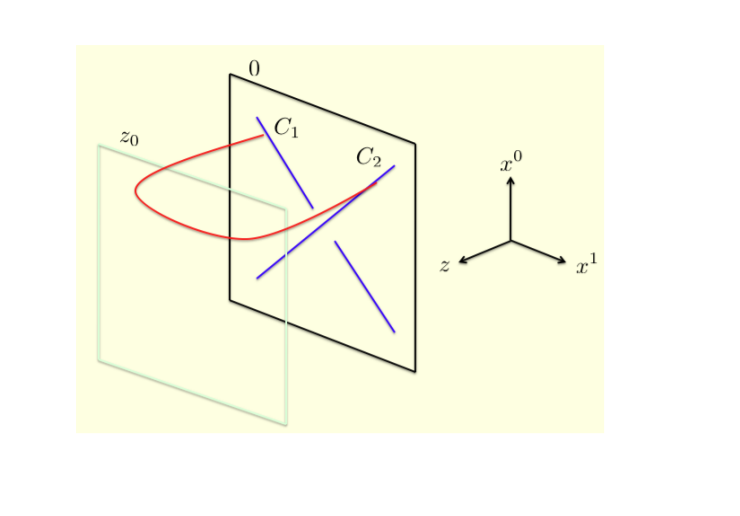 0
z₀
C₁
C₂
x⁰
z
x¹